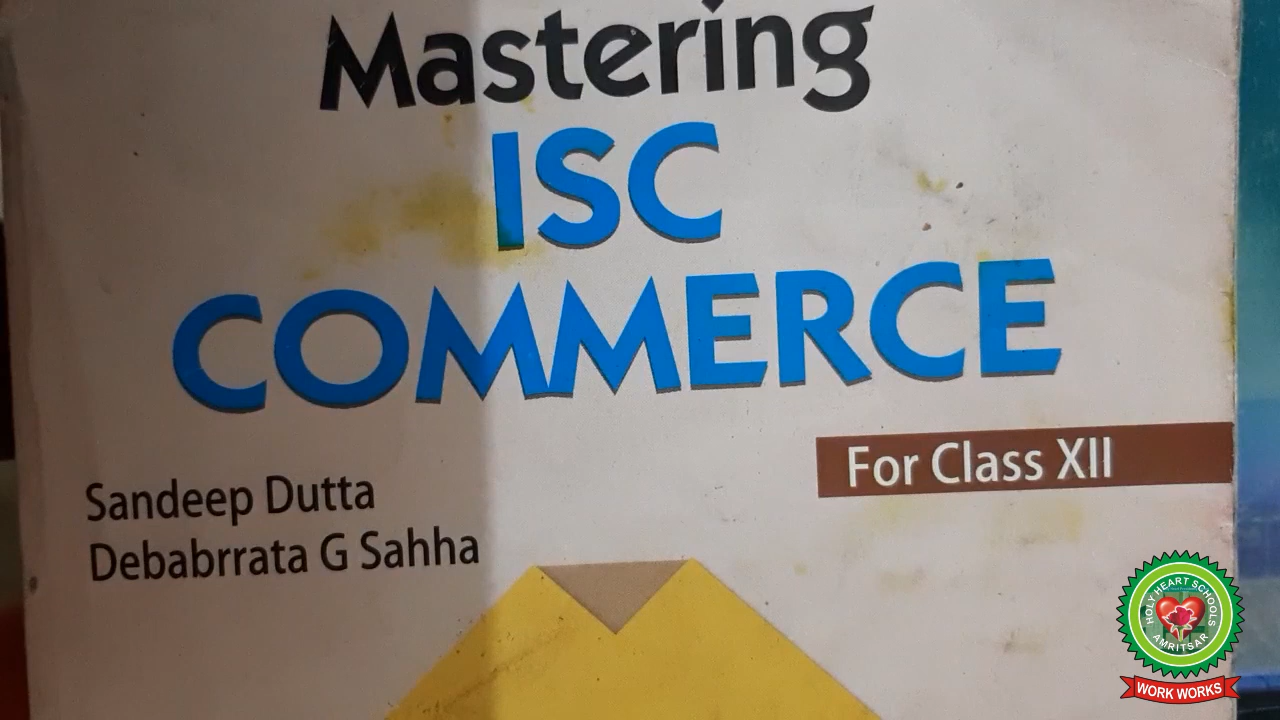 Mastering
ISC
COMMERCE
For Class XII
Sandeep Dutta
Debabrrata G Sahha
HOLY HEART SCHOOLS
AMRITSAR
WORK WORKS